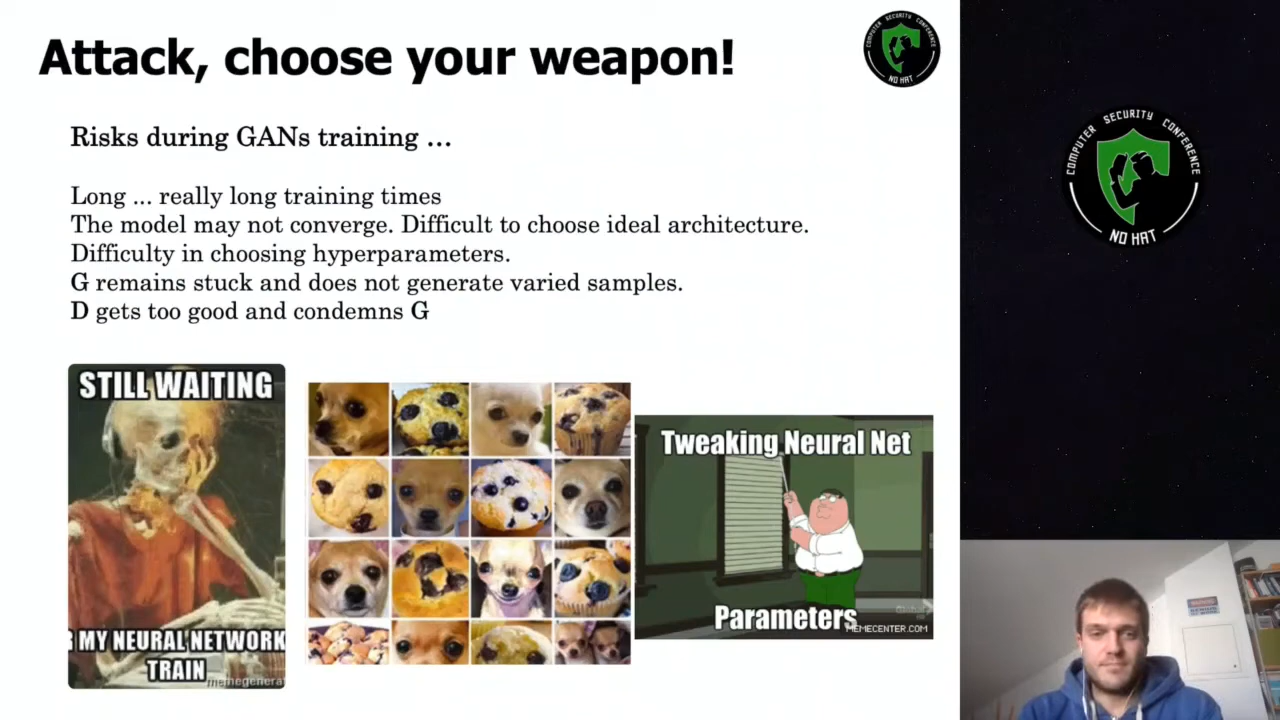 Attack, choose your weapon!
COMPUTER SECURITY CONFERENCE
NO HAT
Risks during GANs training ...
Long ... really long training times
The model may not converge. Difficult to choose ideal architecture.
Difficulty in choosing hyperparameters.
G remains stuck and does not generate varied samples.
D gets too good and condemns G
STILL WAITING
MY NEURAL NETWORK
TRAIN
Tweaking Neural Net
Parameters
MEMECENTER.COM
COMPUTER SECURITY CONFERENCE
NO HAT